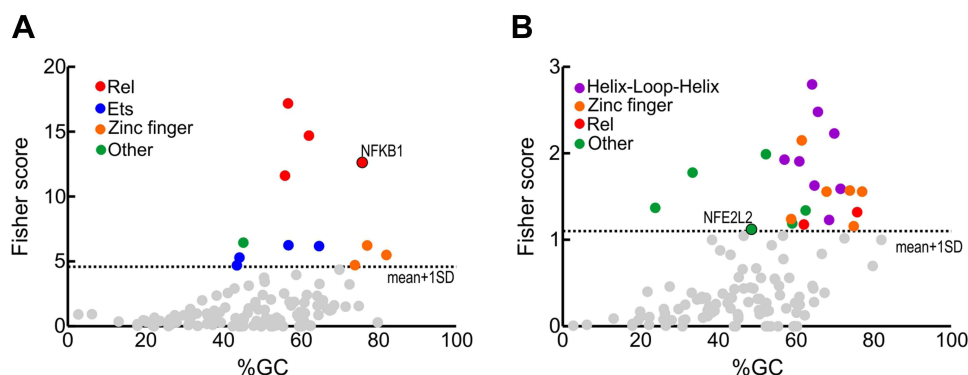 A
Fisher score
20
15
10
5
0
Rel
Ets
Zinc finger
Other
NFKB1
mean+1SD
0
20
40
60
80
100
%GC
B
Fisher score
3
2
1
0
Helix-Loop-Helix
Zinc finger
Rel
Other
NFE2L2
mean+1SD
0
20
40
60
80
100
%GC